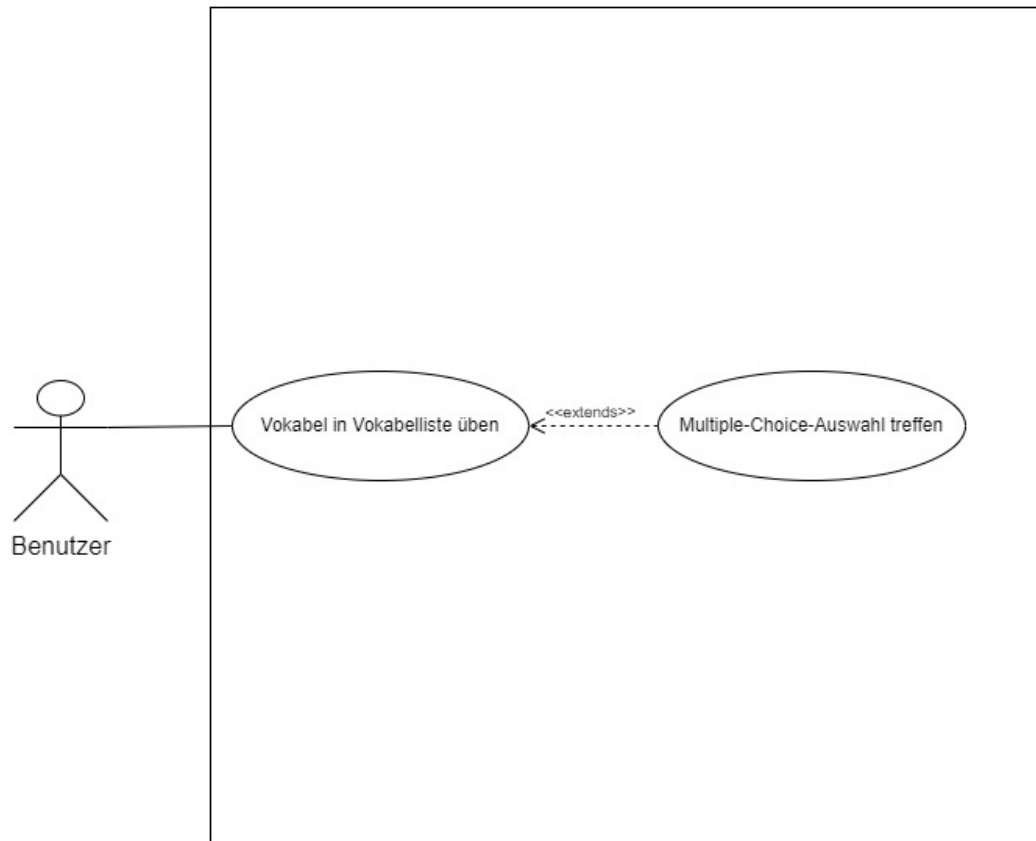 Vokabel in Vokabelliste üben
<<extends>>
Multiple-Choice-Auswahl treffen
Benutzer